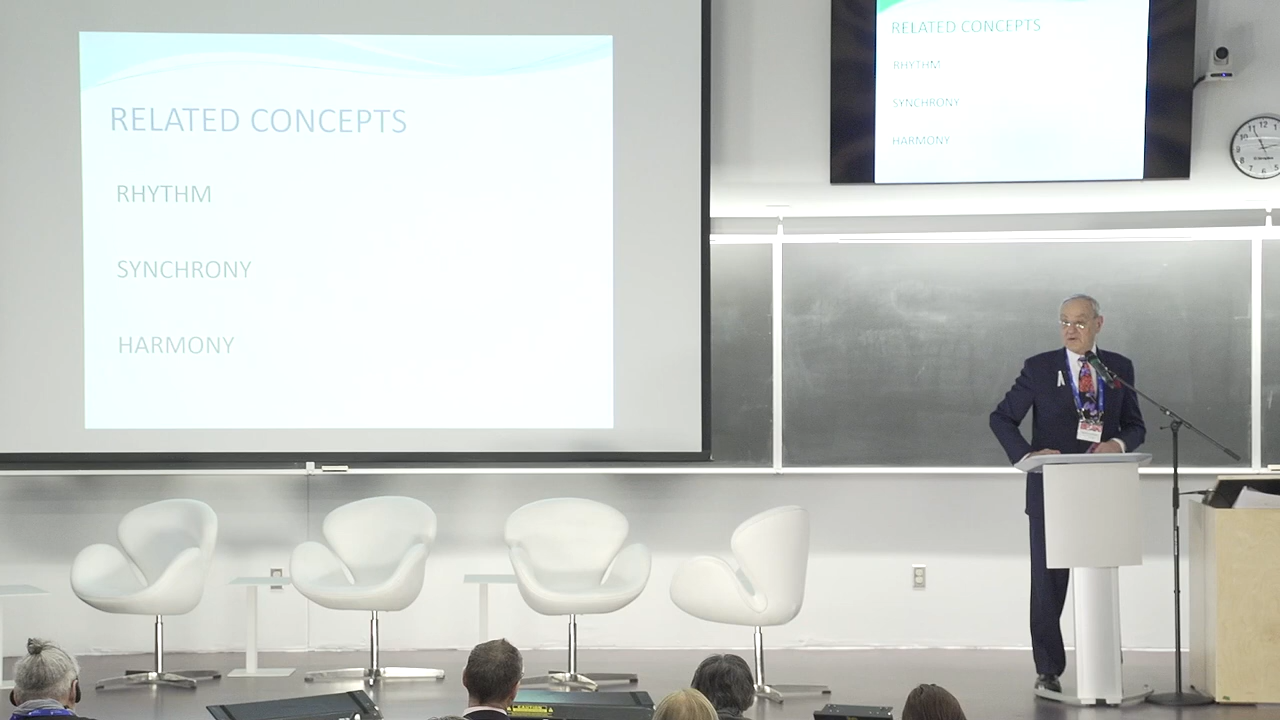 RELATED CONCEPTS
RHYTHM
SYNCHRONY
HARMONY
RELATED CONCEPTS
RHYTHM
SYNCHRONY
HARMONY